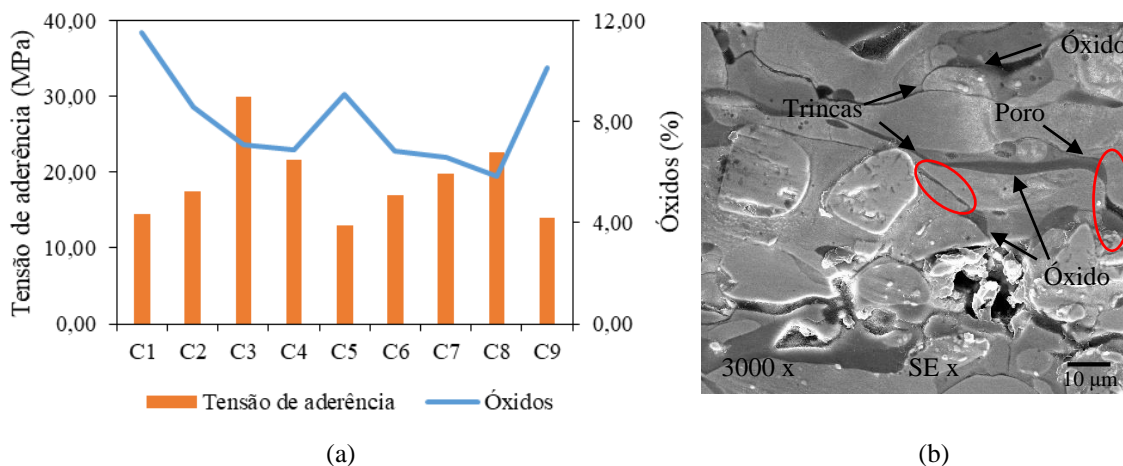 40,00
30,00
20,00
10,00
0,00
Tensão de aderência (MPa)
12,00
8,00
4,00
0,00
Óxidos (%)
C1 C2 C3 C4 C5 C6 C7 C8 C9
Tensão de aderência Óxidos
(a)
Óxido
Trincas
Poro
Óxido
3000 x SE x 10 μm
(b)